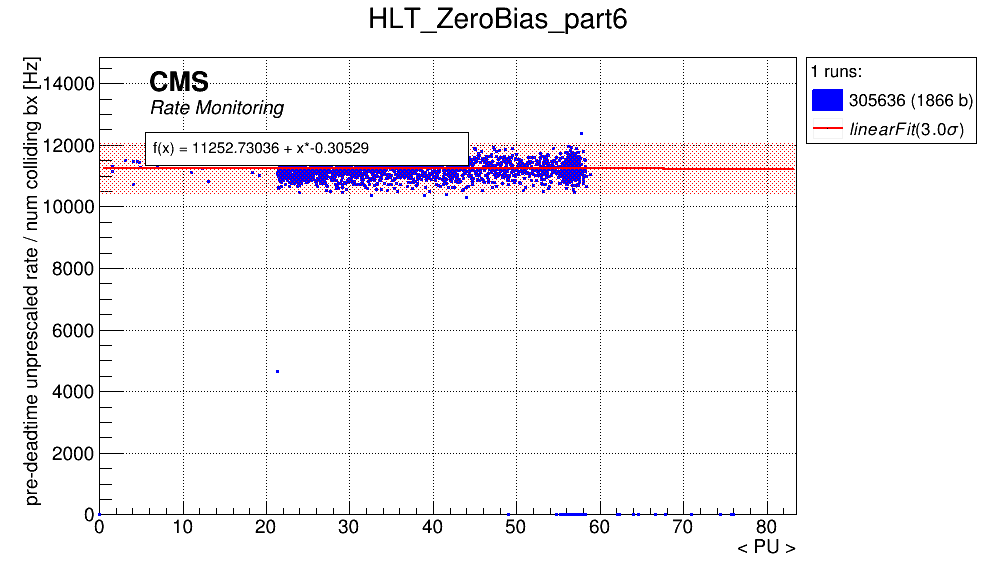 HLT_ZeroBias_part6
pre-deadtime unprescaled rate / num colliding bx [Hz]
14000
12000
10000
8000
6000
4000
2000
0
CMS
Rate Monitoring
f(x) = 11252.73036 + x*-0.30529
0 10 20 30 40 50 60 70 80
< PU >
1 runs:
305636 (1866 b)
linearFit(3.0σ)